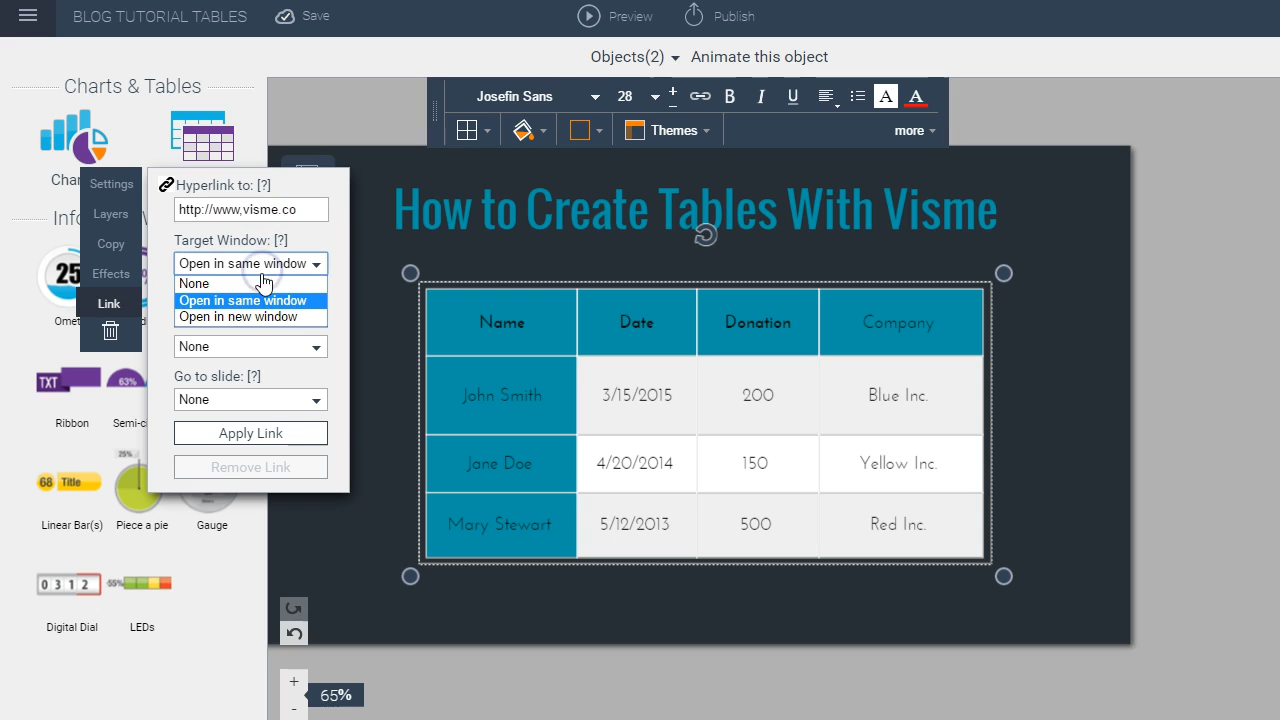 BLOG TUTORIAL TABLES
Save
Preview
Publish
Objects(2)
Animate this object
Charts & Tables
Josefin Sans
28
B
I
U
A
A
Themes
more
Settings
Layers
Copy
Effects
Link
Hyperlink to: [?]
http://www,visme.co
Target Window: [?]
Open in same window
None
Open in same window
Open in new window
None
Go to slide: [?]
None
Apply Link
Remove Link
25
TXT
63%
Ribbon
68
Title
25%
Linear Bar(s)
Piece a pie
Gauge
0 3 1 2
55%
Digital Dial
LEDs
How to Create Tables With Visme
Name Date Donation Company
John Smith 3/15/2015 200 Blue Inc.
Jane Doe 4/20/2014 150 Yellow Inc.
Mary Stewart 5/12/2013 500 Red Inc.
+
65%
-